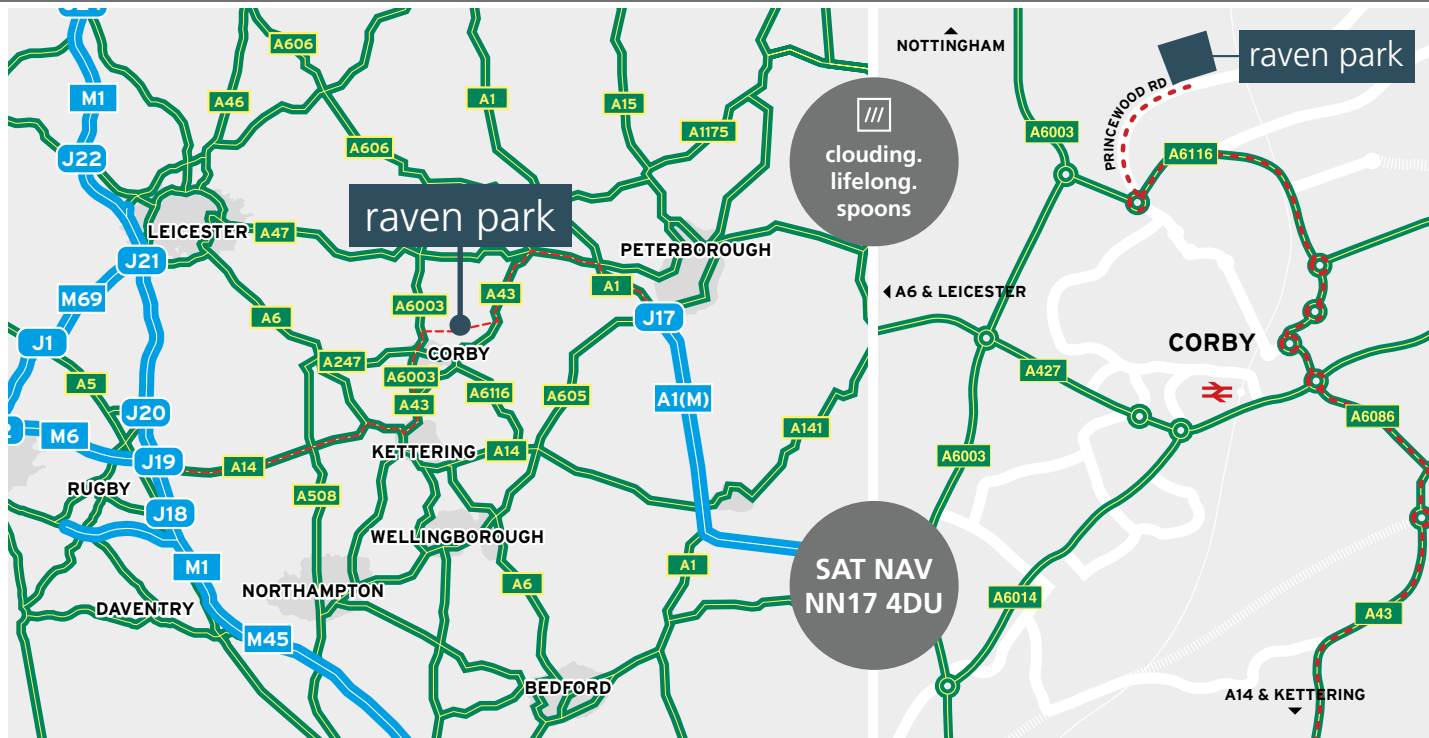 J21
A606
M1
A46
A1
A15
A1175
J22
A606
raven park
LEICESTER
A47
PETERBOROUGH
J21
A1
M69
A6003
A43
J17
A6
J1
A247
CORBY
A5
A6003
A6116
A605
A1(M)
J20
A43
M6
A141
J19
KETTERING
A14
A14
RUGBY
A508
J18
WELLINGBOROUGH
M1
A1
NORTHAMPTON
A6
DAVENTRY
M45
BEDFORD
///
clouding.
lifelong.
spoons
SAT NAV
NN17 4DU
NOTTINGHAM
raven park
PRINCEWOOD RD
A6003
A6116
A6 & LEICESTER
CORBY
A427
A6086
A6003
A6014
A43
A14 & KETTERING